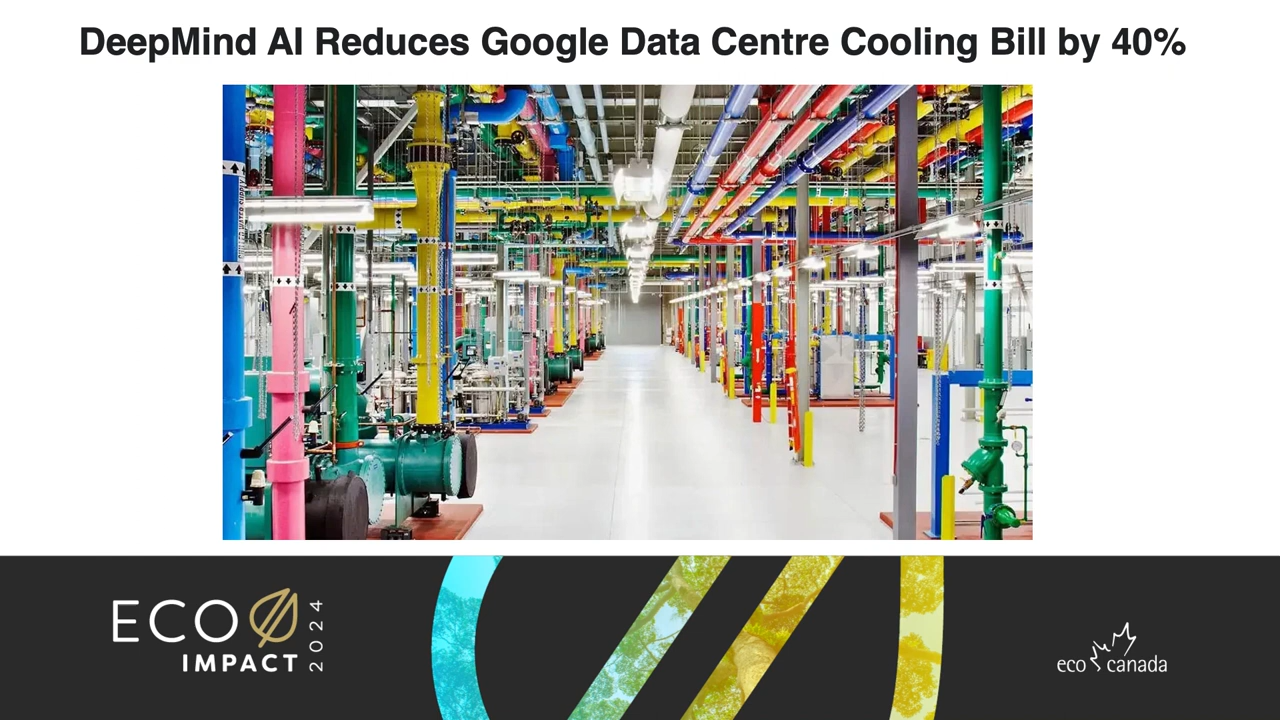 DeepMind AI Reduces Google Data Centre Cooling Bill by 40%
ECO
IMPACT
2024
eco canada